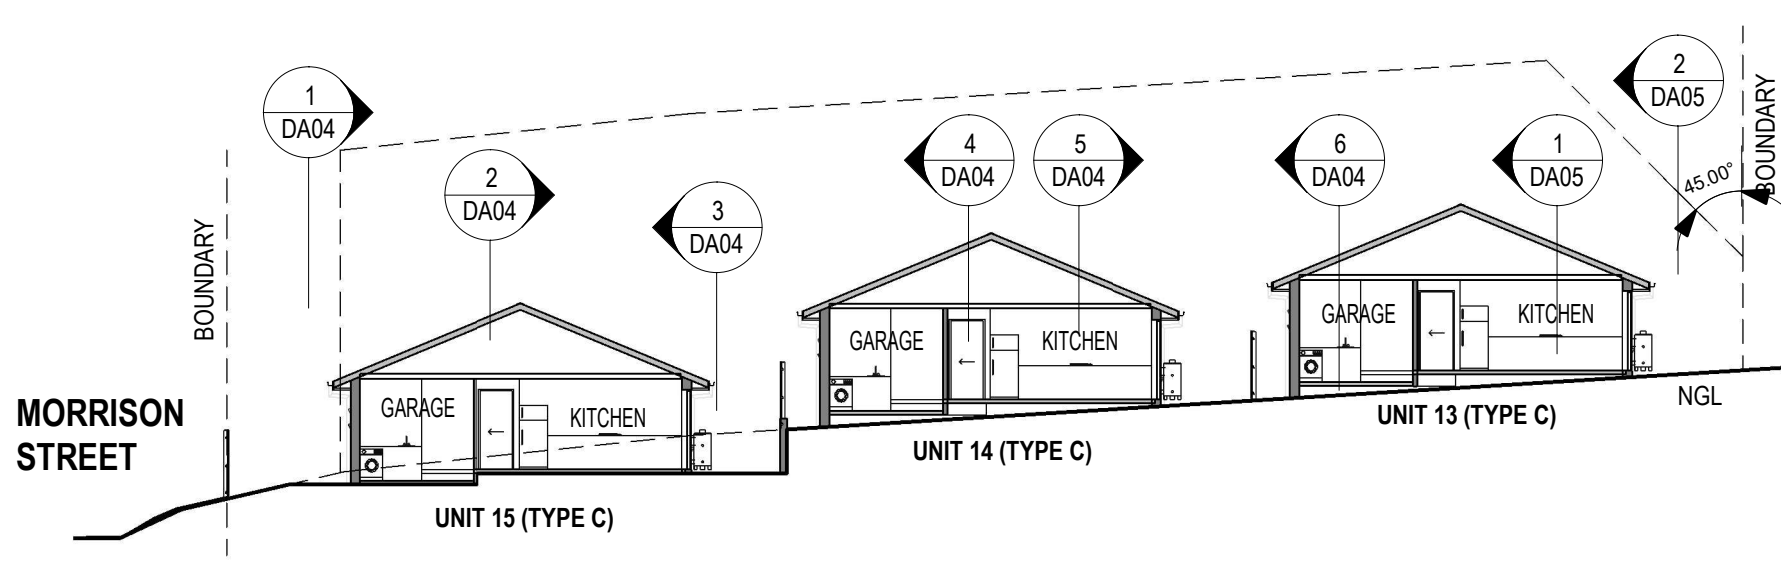 1
DA04
2
DA04
3
DA04
4
DA04
5
DA04
6
DA04
1
DA05
2
DA05
45.00°
BOUNDARY
BOUNDARY
GARAGE
KITCHEN
GARAGE
KITCHEN
GARAGE
KITCHEN
MORRISON
STREET
NGL
UNIT 13 (TYPE C)
UNIT 14 (TYPE C)
UNIT 15 (TYPE C)